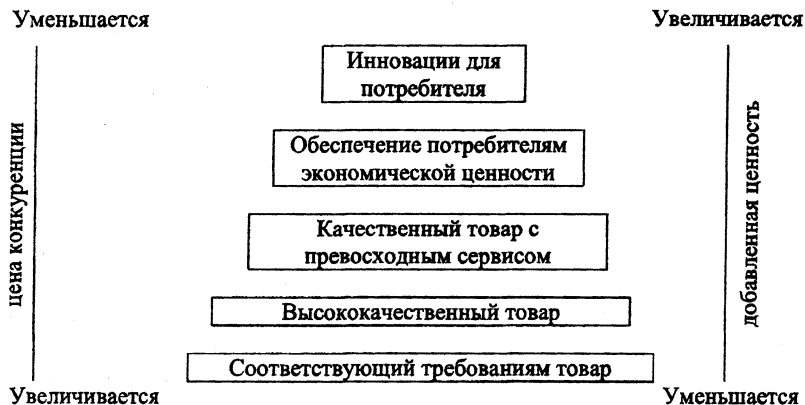 Уменьшается
Увеличивается
Инновации для
потребителя
Обеспечение потребителям
экономической ценности
Качественный товар с
превосходным сервисом
Высококачественный товар
Соответствующий требованиям товар
цена конкуренции
добавленная ценность
Увеличивается
Уменьшается